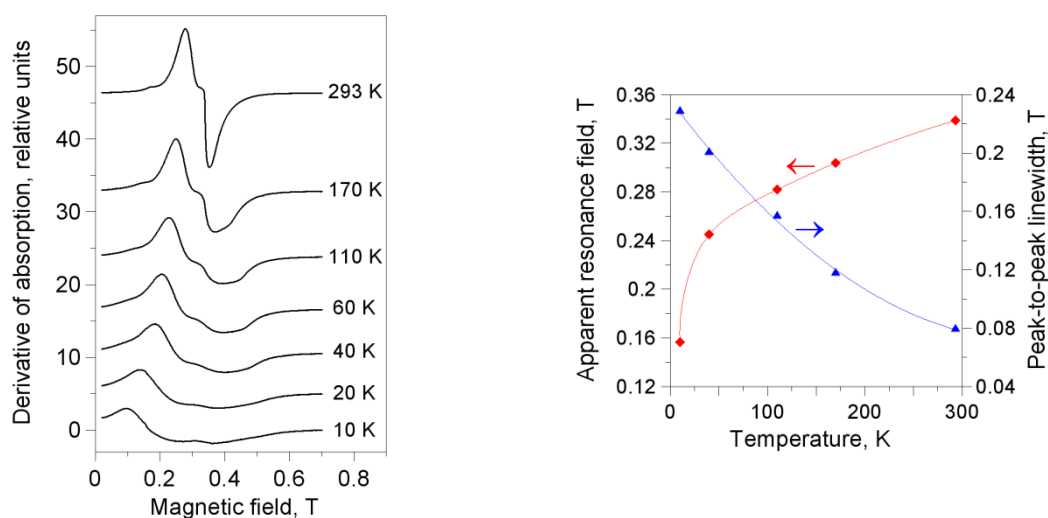 Derivative of absorption, relative units
50
40
30
20
10
0
293 K
170 K
110 K
60 K
40 K
20 K
10 K
0 0.2 0.4 0.6 0.8
Magnetic field, T
Apparent resonance field, T
0.36
0.32
0.28
0.24
0.2
0.16
0.12
0.24
0.2
0.16
0.12
0.08
0.04
Peak-to-peak linewidth, T
0 100 200 300
Temperature, K